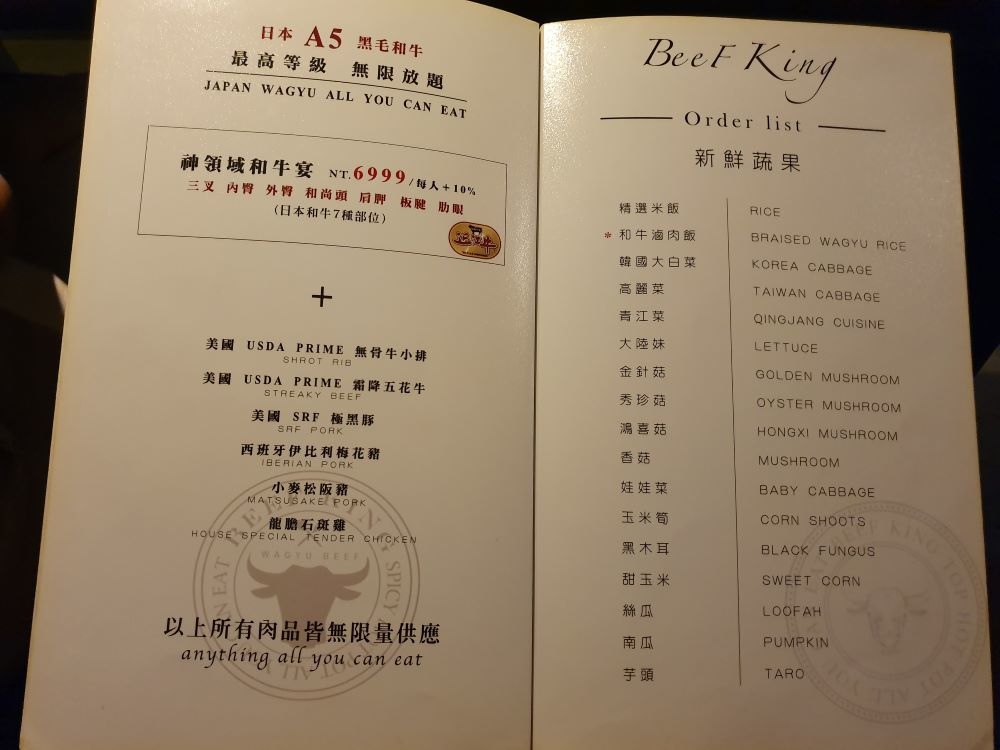 日本 A5 黑毛和牛
最高等級 無限放題
JAPAN WAGYU ALL YOU CAN EAT
神領域和牛宴 NT.6999/每人+10%
三叉 內臀 外臀 和尚頭 肩胛 板腱 肋眼
(日本和牛7種部位)
+
美國 USDA PRIME 無骨牛小排
SHROT RIB
美國 USDA PRIME 霜降五花牛
STREAKY BEEF
美國 SRF 極黑豚
SRF PORK
西班牙伊比利梅花豬
IBERIAN PORK
小麥松阪豬
MATSUSAKE PORK
龍膽石斑雞
HOUSE SPECIAL TENDER CHICKEN
WAGYU BEEF
以上所有肉品皆無限量供應
anything all you can eat
Beef King
Order list
新鮮蔬果
精選米飯 RICE
* 和牛滷肉飯 BRAISED WAGYU RICE
韓國大白菜 KOREA CABBAGE
高麗菜 TAIWAN CABBAGE
青江菜 QINGJANG CUISINE
大陸妹 LETTUCE
金針菇 GOLDEN MUSHROOM
秀珍菇 OYSTER MUSHROOM
鴻喜菇 HONGXI MUSHROOM
香菇 MUSHROOM
娃娃菜 BABY CABBAGE
玉米筍 CORN SHOOTS
黑木耳 BLACK FUNGUS
甜玉米 SWEET CORN
絲瓜 LOOFAH
南瓜 PUMPKIN
芋頭 TARO